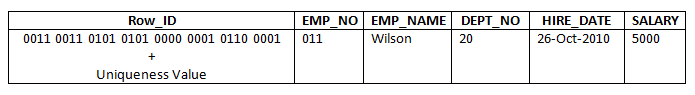 Row_ID EMP_NO EMP_NAME DEPT_NO HIRE_DATE SALARY
0011 0011 0101 0101 0000 0001 0110 0001 011 Wilson 20 26-Oct-2010 5000
+
Uniqueness Value